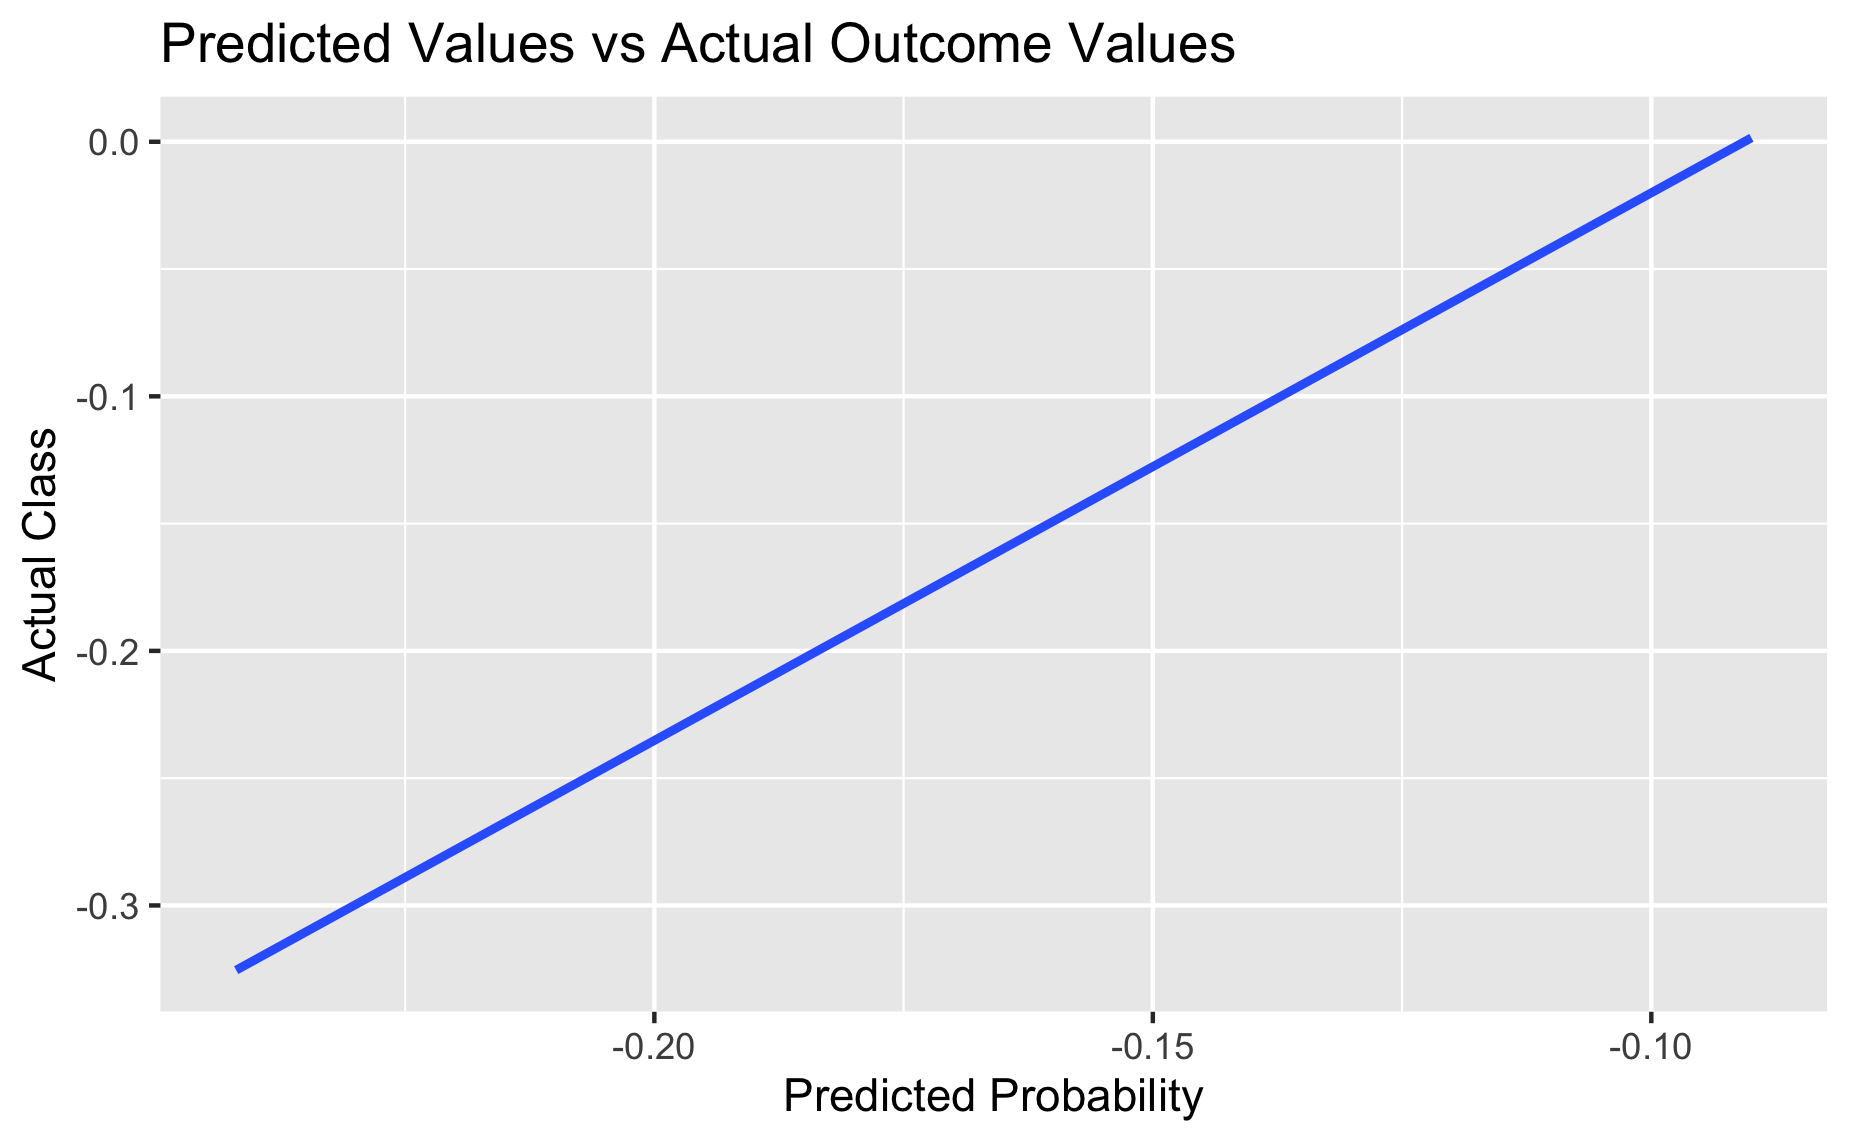 Predicted Values vs Actual Outcome Values
0.0
-0.1
-0.2
-0.3
Actual Class
-0.20
-0.15
-0.10
Predicted Probability